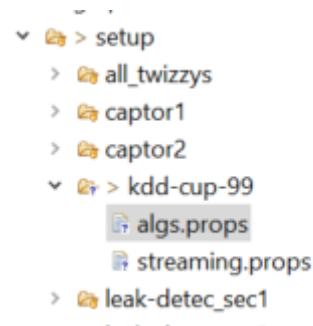 > setup
all_twizzys
captor1
captor2
> kdd-cup-99
algs.props
streaming.props
leak-detec_sec1